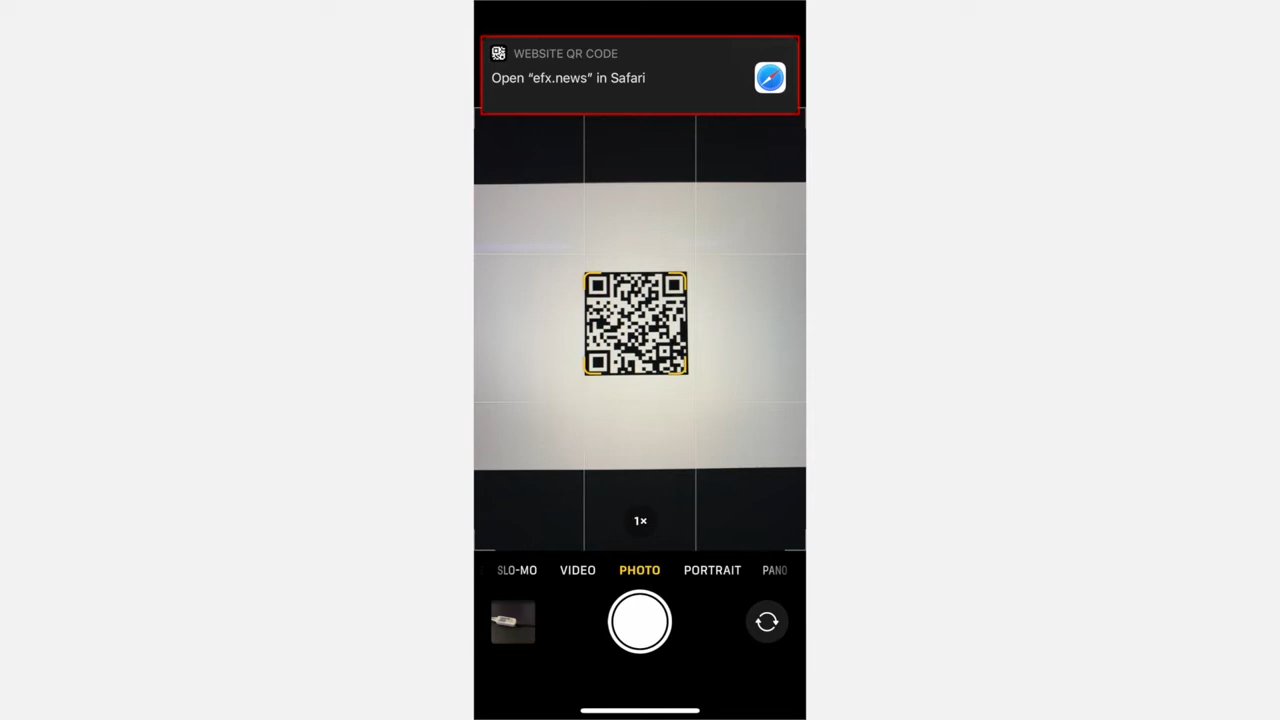 WEBSITE QR CODE
Open “efx.news” in Safari
1×
SLO-MO VIDEO PHOTO PORTRAIT PANO